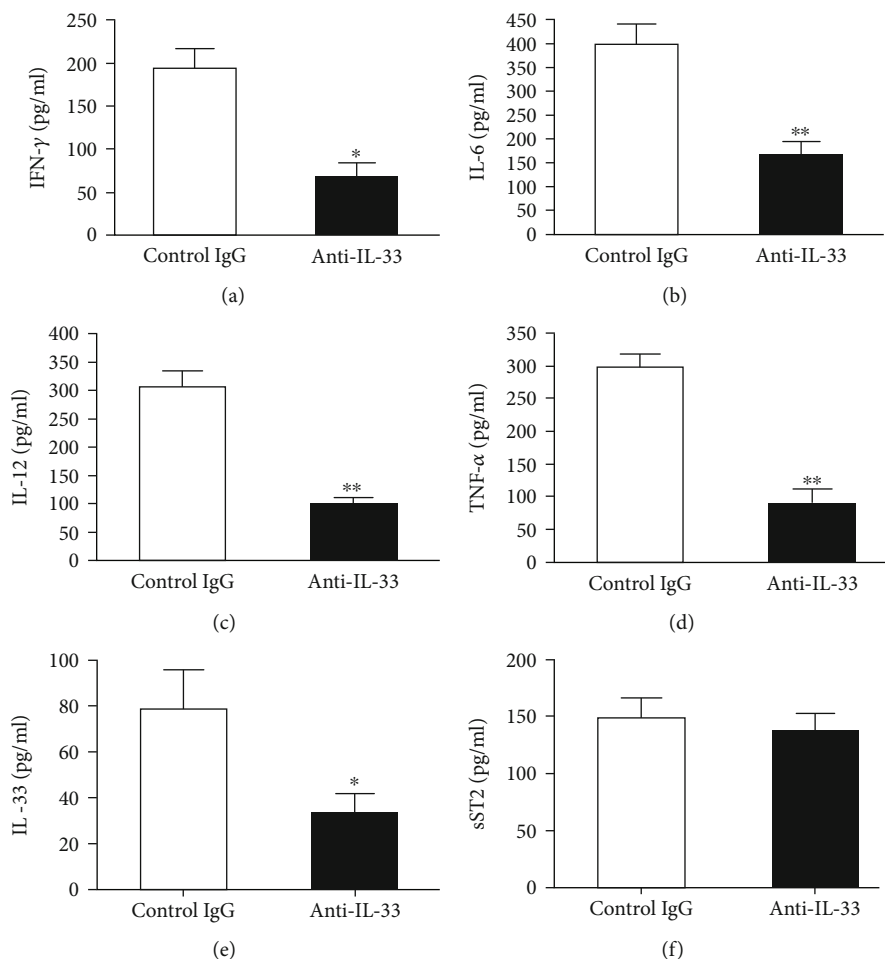 IFN-γ (pg/ml)
250
200
150
100
50
0
*
Control IgG
Anti-IL-33
(a)
IL-6 (pg/ml)
450
400
350
300
250
200
150
100
50
0
**
Control IgG
Anti-IL-33
(b)
IL-12 (pg/ml)
400
350
300
250
200
150
100
50
0
**
Control IgG
Anti-IL-33
(c)
TNF-α (pg/ml)
350
300
250
200
150
100
50
0
**
Control IgG
Anti-IL-33
(d)
IL -33 (pg/ml)
100
80
60
40
20
0
*
Control IgG
Anti-IL-33
(e)
sST2 (pg/ml)
200
150
100
50
0
Control IgG
Anti-IL-33
(f)